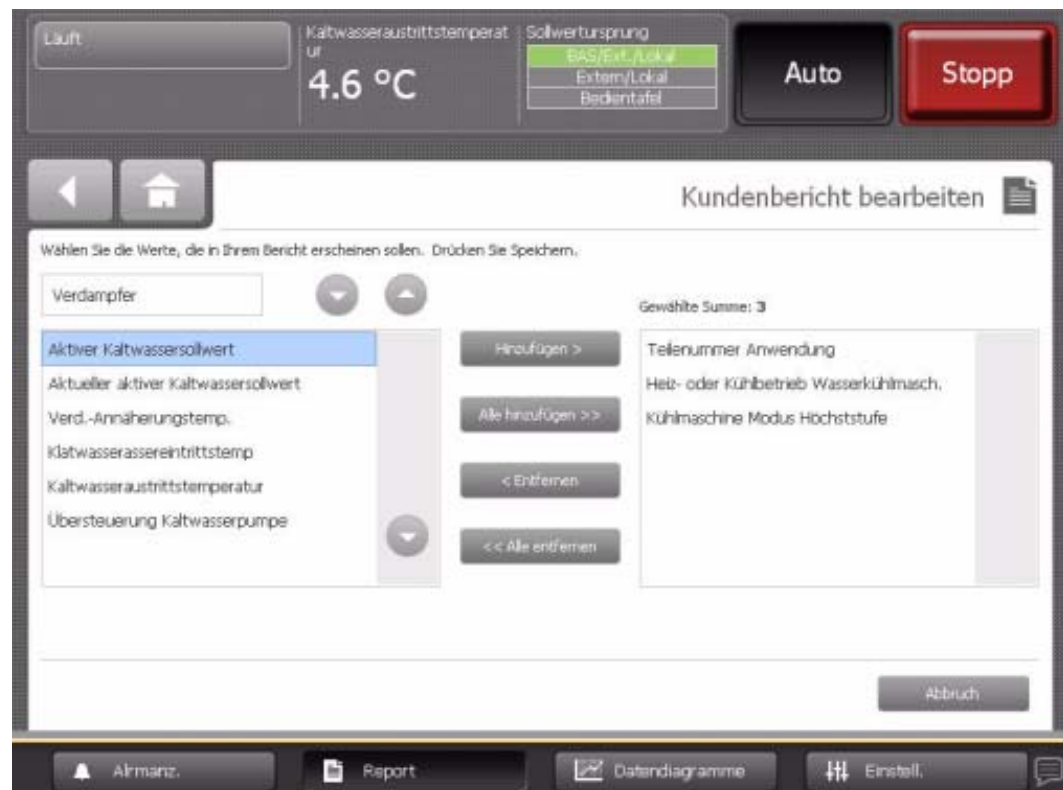 Läuft
Kaltwasseraustrittstemperat
ur
4.6 °C
Sollwertursprung
BAS/Ext./Lokal
Extern/Lokal
Bedientafel
Auto
Stopp
Kundenbericht bearbeiten
Wählen Sie die Werte, die in Ihrem Bericht erscheinen sollen. Drücken Sie Speichern.
Verdampfer
Gewählte Summe: 3
Aktiver Kaltwassersollwert
Aktueller aktiver Kaltwassersollwert
Verd.-Annäherungstemp.
Klatwasserassereintrittstemp
Kaltwasseraustrittstemperatur
Übersteuerung Kaltwasserpumpe
Hinzufügen >
Alle hinzufügen >>
< Entfernen
<< Alle entfernen
Teilenummer Anwendung
Heiz- oder Kühlbetrieb Wasserkühlmasch.
Kühlmaschine Modus Höchststufe
Abbruch
Alrmanz.
Report
Datendiagramme
Einstell.